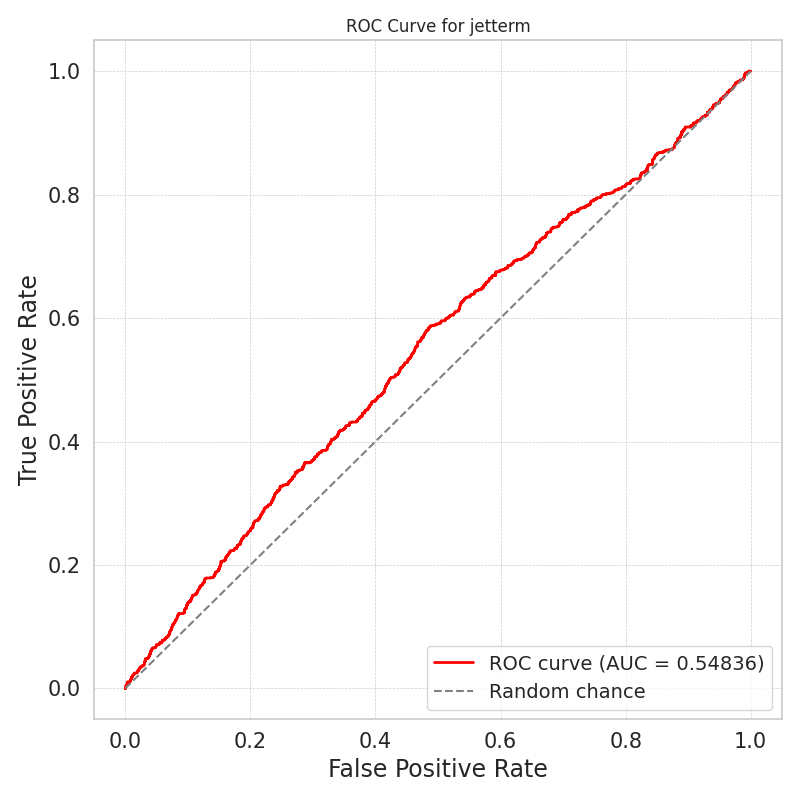 ROC Curve for jetterm
1.0
0.8
0.6
0.4
0.2
0.0
True Positive Rate
ROC curve (AUC = 0.54836)
Random chance
0.0 0.2 0.4 0.6 0.8 1.0
False Positive Rate